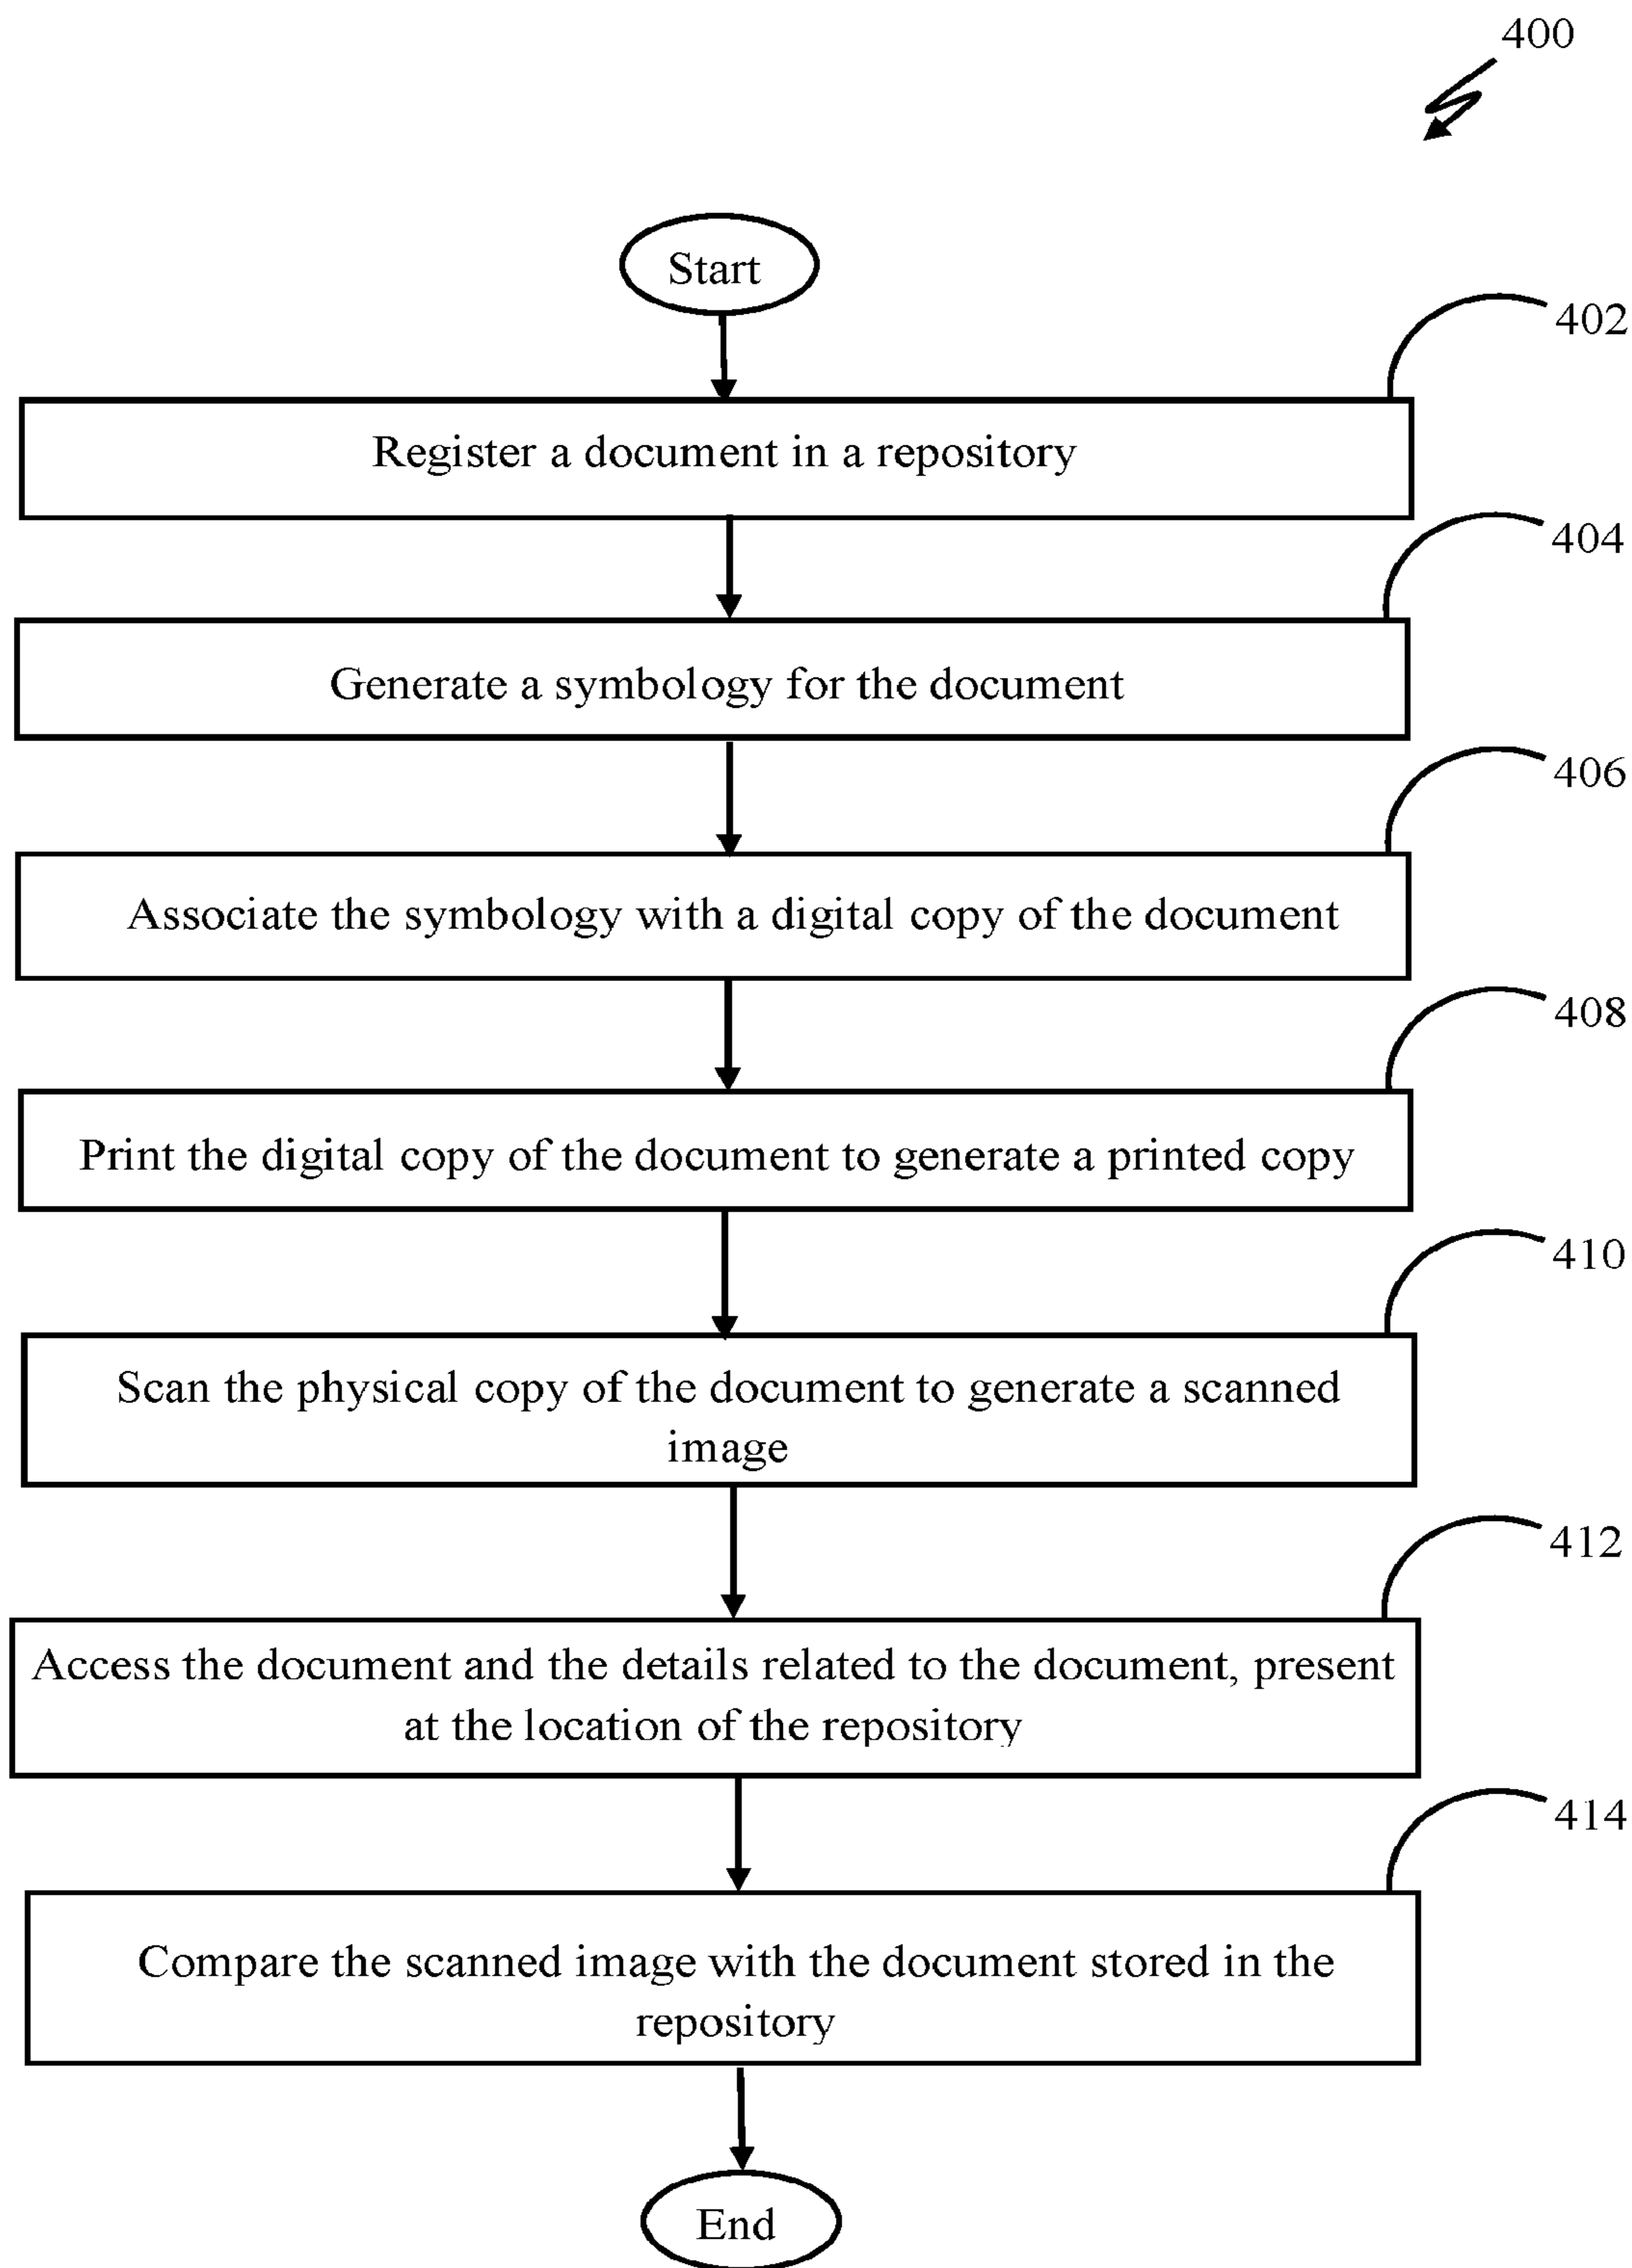 400
Start
402
Register a document in a repository
404
Generate a symbology for the document
406
Associate the symbology with a digital copy of the document
408
Print the digital copy of the document to generate a printed copy
410
Scan the physical copy of the document to generate a scanned
image
412
Access the document and the details related to the document, present
at the location of the repository
414
Compare the scanned image with the document stored in the
repository
End